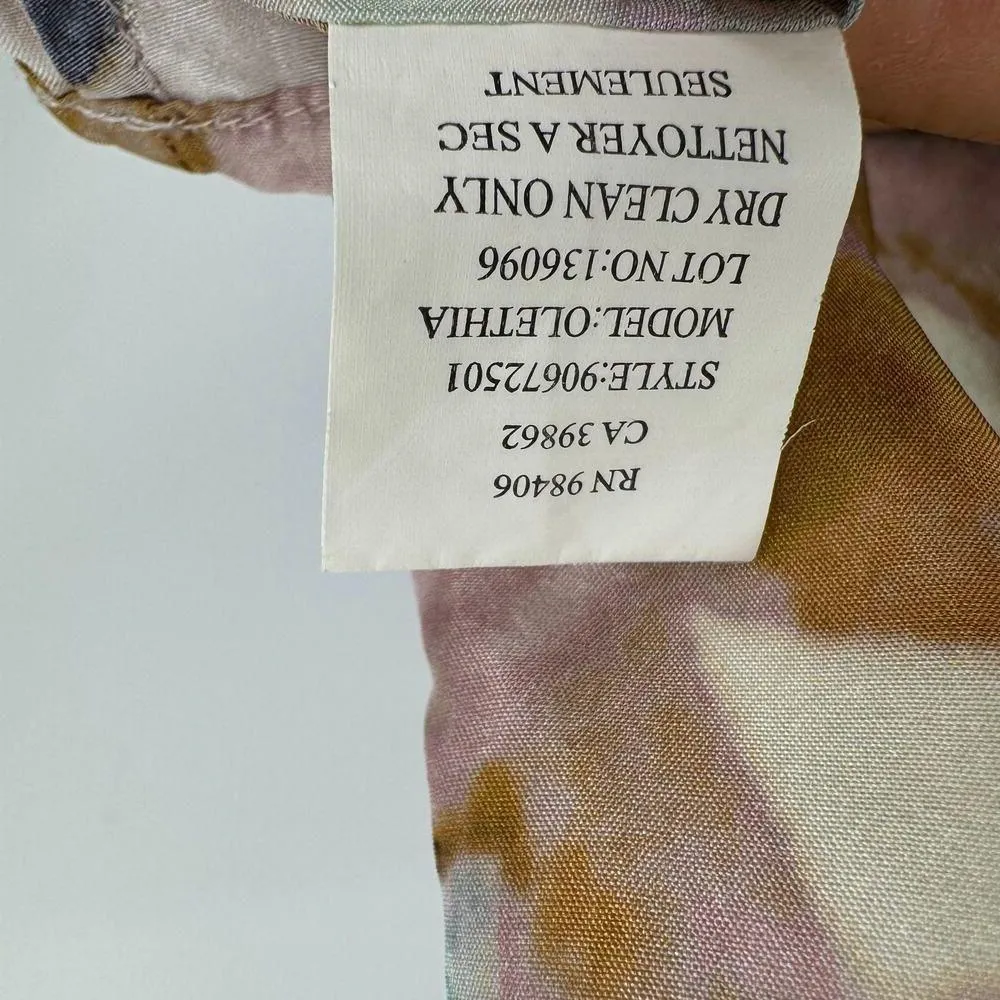 RN 98406
CA 39862
STYLE:90672501
MODEL:OLETHIA
LOT NO:136096
DRY CLEAN ONLY
NETTOYER A SEC
SEULEMENT